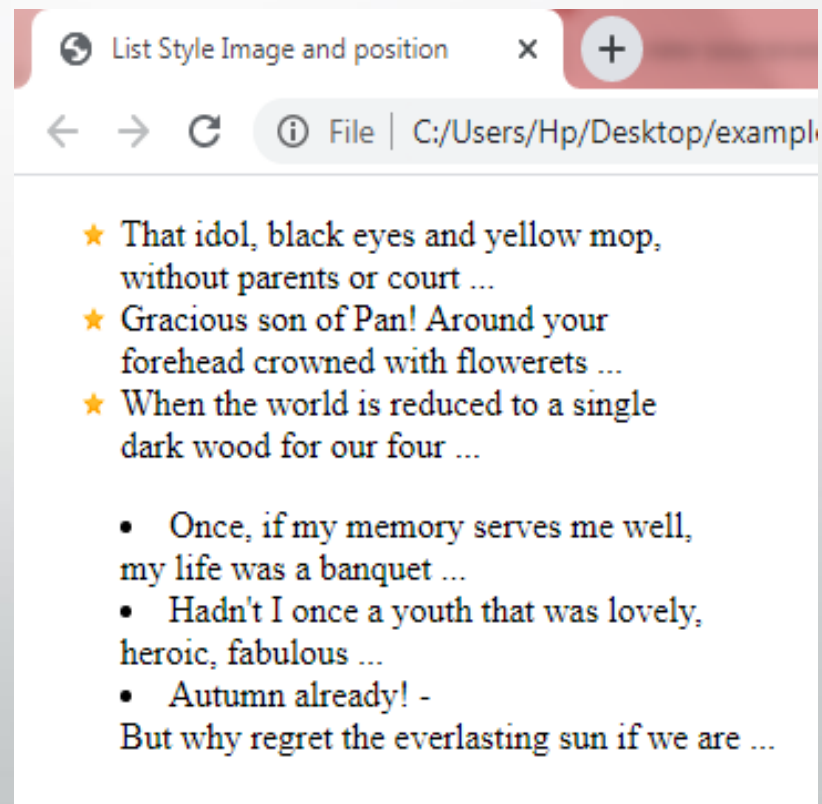 List Style Image and position
File | C:/Users/Hp/Desktop/exampl
That idol, black eyes and yellow mop,
without parents or court ...
Gracious son of Pan! Around your
forehead crowned with flowerets ...
When the world is reduced to a single
dark wood for our four ...
• Once, if my memory serves me well,
my life was a banquet ...
• Hadn't I once a youth that was lovely,
heroic, fabulous ...
• Autumn already! -
But why regret the everlasting sun if we are ...